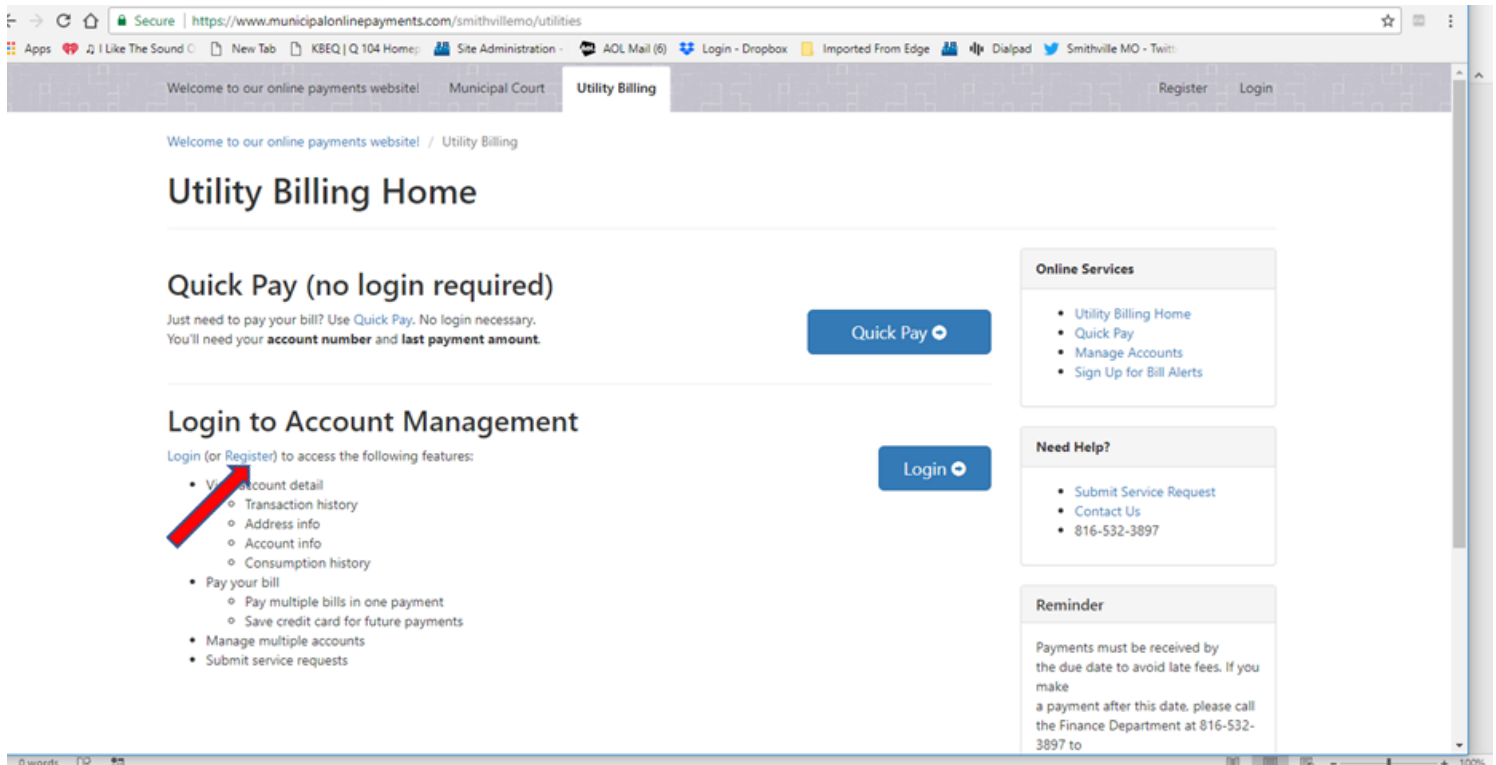 Secure | https://www.municipalonlinepayments.com/smithvillemo/utilities
Apps I Like The Sound O New Tab KBEQ | Q 104 Homep Site Administration - AOL Mail (6) Login - Dropbox Imported From Edge Dialpad Smithville MO - Twitt
Welcome to our online payments website! Municipal Court Utility Billing Register Login
Welcome to our online payments website! / Utility Billing
Utility Billing Home
Quick Pay (no login required)
Just need to pay your bill? Use Quick Pay. No login necessary.
You'll need your account number and last payment amount.
Quick Pay
Login to Account Management
Login (or Register) to access the following features:
Login
• account detail
Transaction history
Address info
Account info
Consumption history
• Pay your bill
Pay multiple bills in one payment
Save credit card for future payments
• Manage multiple accounts
• Submit service requests
Online Services
• Utility Billing Home
• Quick Pay
• Manage Accounts
• Sign Up for Bill Alerts
Need Help?
• Submit Service Request
• Contact Us
• 816-532-3897
Reminder
Payments must be received by
the due date to avoid late fees. If you
make
a payment after this date, please call
the Finance Department at 816-532-
3897 to
0 words
100%